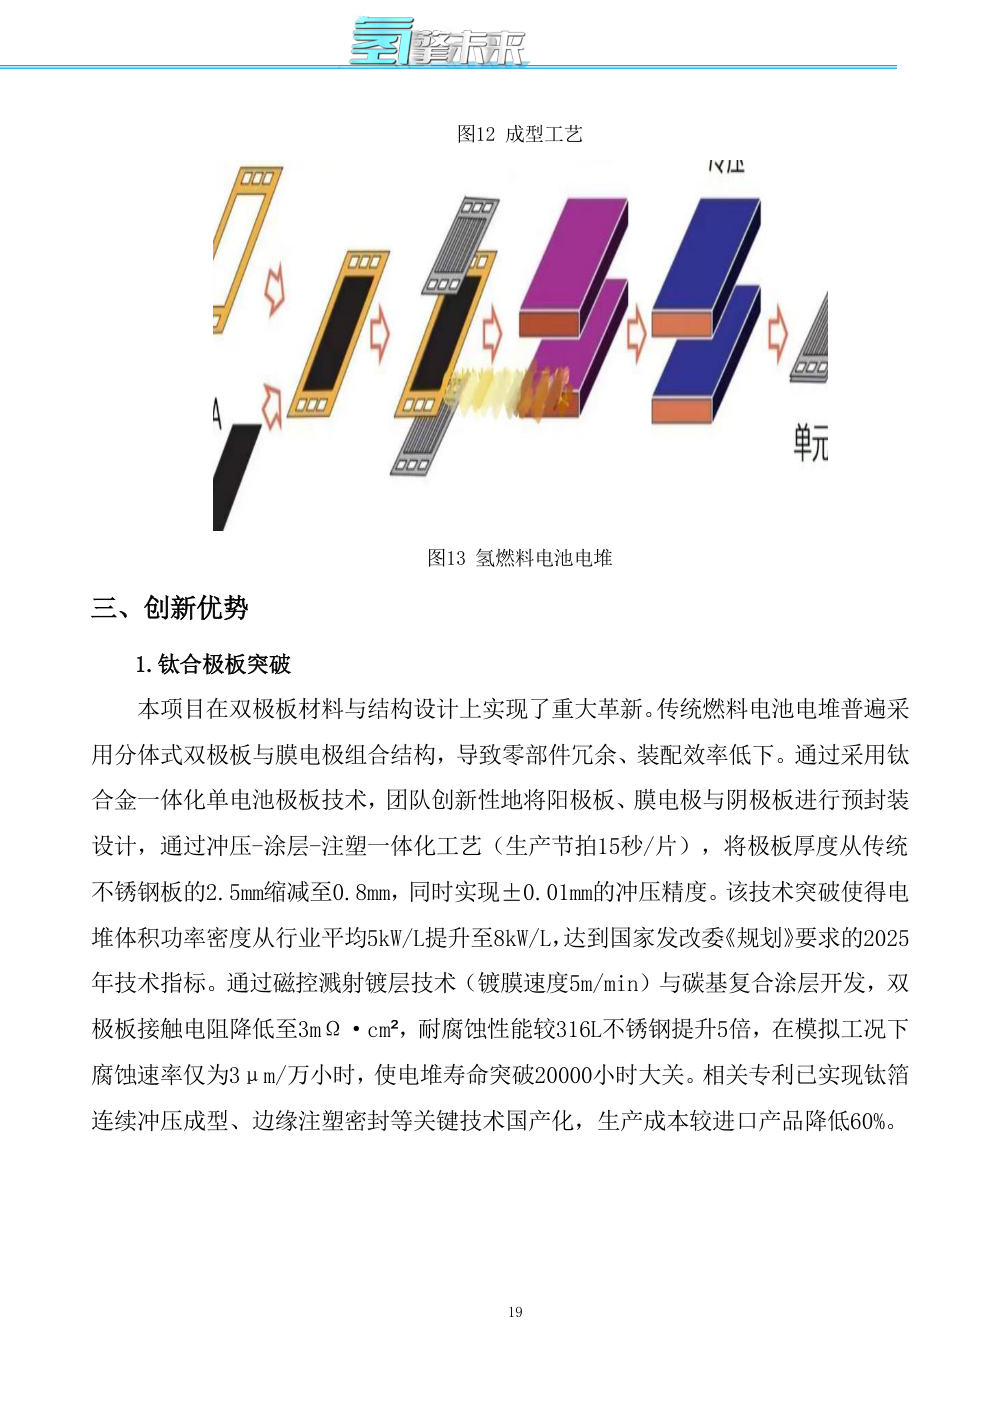 氢擎未来
图12 成型工艺
冷压
A
单元
图13 氢燃料电池电堆
三、创新优势
1.钛合极板突破
本项目在双极板材料与结构设计上实现了重大革新。传统燃料电池电堆普遍采
用分体式双极板与膜电极组合结构，导致零部件冗余、装配效率低下。通过采用钛
合金一体化单电池极板技术，团队创新性地将阳极板、膜电极与阴极板进行预封装
设计，通过冲压-涂层-注塑一体化工艺（生产节拍15秒/片），将极板厚度从传统
不锈钢板的2.5mm缩减至0.8mm，同时实现±0.01mm的冲压精度。该技术突破使得电
堆体积功率密度从行业平均5kW/L提升至8kW/L，达到国家发改委《规划》要求的2025
年技术指标。通过磁控溅射镀层技术（镀膜速度5m/min）与碳基复合涂层开发，双
极板接触电阻降低至3mΩ·cm²，耐腐蚀性能较316L不锈钢提升5倍，在模拟工况下
腐蚀速率仅为3μm/万小时，使电堆寿命突破20000小时大关。相关专利已实现钛箔
连续冲压成型、边缘注塑密封等关键技术国产化，生产成本较进口产品降低60%。
19